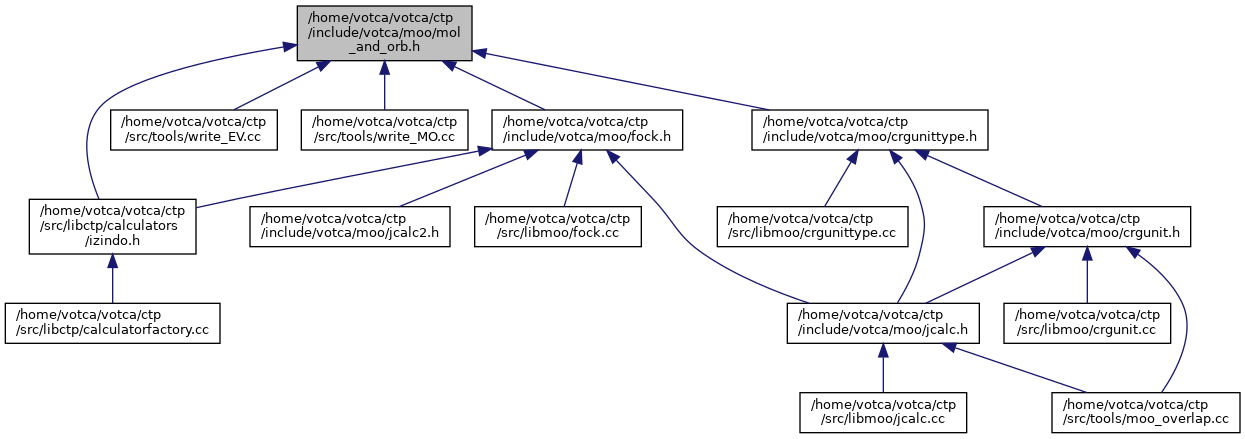 /home/votca/votca/ctp
/include/votca/moo/mol
_and_orb.h
/home/votca/votca/ctp
/src/tools/write_EV.cc
/home/votca/votca/ctp
/src/tools/write_MO.cc
/home/votca/votca/ctp
/include/votca/moo/fock.h
/home/votca/votca/ctp
/include/votca/moo/crgunittype.h
/home/votca/votca/ctp
/src/libctp/calculators
/izindo.h
/home/votca/votca/ctp
/include/votca/moo/jcalc2.h
/home/votca/votca/ctp
/src/libmoo/fock.cc
/home/votca/votca/ctp
/src/libmoo/crgunittype.cc
/home/votca/votca/ctp
/include/votca/moo/crgunit.h
/home/votca/votca/ctp
/src/libctp/calculatorfactory.cc
/home/votca/votca/ctp
/include/votca/moo/jcalc.h
/home/votca/votca/ctp
/src/libmoo/crgunit.cc
/home/votca/votca/ctp
/src/libmoo/jcalc.cc
/home/votca/votca/ctp
/src/tools/moo_overlap.cc